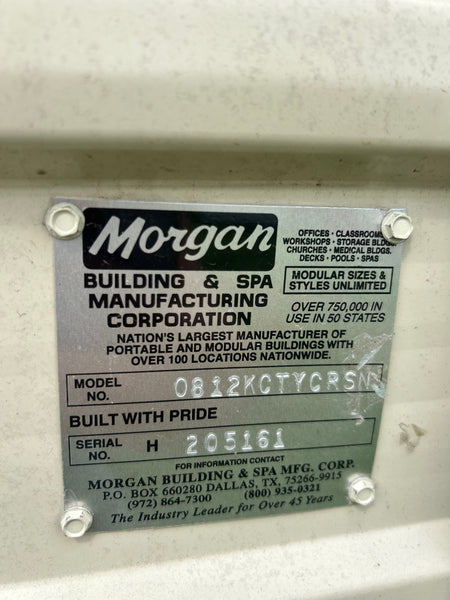 Morgan
BUILDING & SPA
MANUFACTURING
CORPORATION
OFFICES • CLASSROOMS
WORKSHOPS • STORAGE BLDGS.
CHURCHES • MEDICAL BLDGS.
DECKS • POOLS • SPAS
MODULAR SIZES &
STYLES UNLIMITED
OVER 750,000 IN
USE IN 50 STATES
NATION'S LARGEST MANUFACTURER OF
PORTABLE AND MODULAR BUILDINGS WITH
OVER 100 LOCATIONS NATIONWIDE.
MODEL NO. 0812KCTYCRSN
BUILT WITH PRIDE
SERIAL NO. H 205161
FOR INFORMATION CONTACT
MORGAN BUILDING & SPA MFG. CORP.
P.O. BOX 660280 DALLAS, TX, 75266-9915
(972) 864-7300 (800) 935-0321
The Industry Leader for Over 45 Years